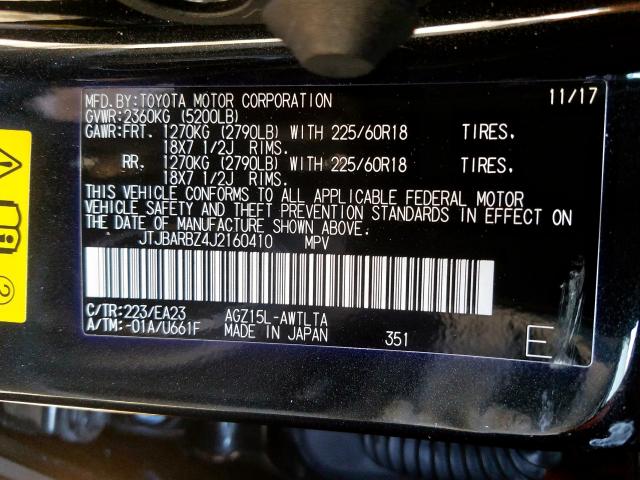 MFD. BY: TOYOTA MOTOR CORPORATION 11/17
GVWR: 2360KG (5200LB)
GAWR: FRT. 1270KG (2790LB) WITH 225/60R18 TIRES,
18X7 1/2J RIMS.
RR. 1270KG (2790LB) WITH 225/60R18 TIRES,
18X7 1/2J RIMS.
THIS VEHICLE CONFORMS TO ALL APPLICABLE FEDERAL MOTOR
VEHICLE SAFETY AND THEFT PREVENTION STANDARDS IN EFFECT ON
THE DATE OF MANUFACTURE SHOWN ABOVE.
JTJBARBZ4J2160410 MPV
C/TR: 223/EA23 AGZ15L-AWTLTA
A/TM: -01A/U661F MADE IN JAPAN 351 E
2